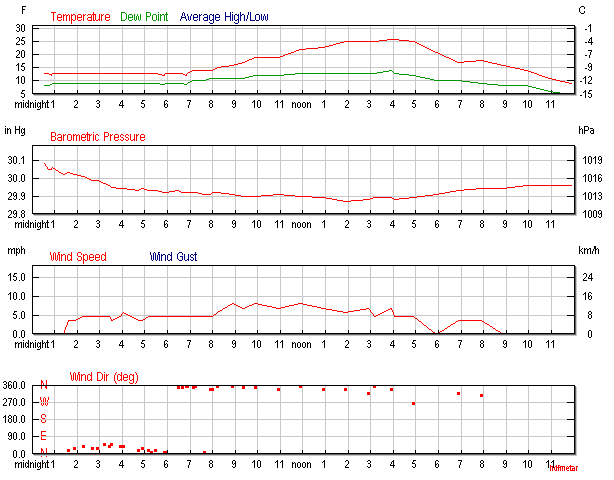 F Temperature Dew Point Average High/Low C
30 -1
25 -4
20 -7
15 -9
10 -12
5 -15
midnight 1 2 3 4 5 6 7 8 9 10 11 noon 1 2 3 4 5 6 7 8 9 10 11
in Hg Barometric Pressure hPa
30.1 1019
30.0 1016
29.9 1013
29.8 1009
midnight 1 2 3 4 5 6 7 8 9 10 11 noon 1 2 3 4 5 6 7 8 9 10 11
mph Wind Speed Wind Gust km/h
15.0 24
10.0 16
5.0 8
0.0 0
midnight 1 2 3 4 5 6 7 8 9 10 11 noon 1 2 3 4 5 6 7 8 9 10 11
Wind Dir (deg)
360.0 N
270.0 W
180.0 S
90.0 E
0.0 N
midnight 1 2 3 4 5 6 7 8 9 10 11 noon 1 2 3 4 5 6 7 8 9 10 11